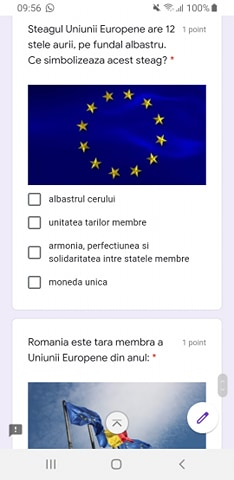 09:56 100%
Steagul Uniunii Europene are 12 1 point
stele aurii, pe fundal albastru.
Ce simbolizeaza acest steag? *
albastrul cerului
unitatea tarilor membre
armonia, perfectiunea si
solidaritatea intre statele membre
moneda unica
Romania este tara membra a 1 point
Uniunii Europene din anul: *